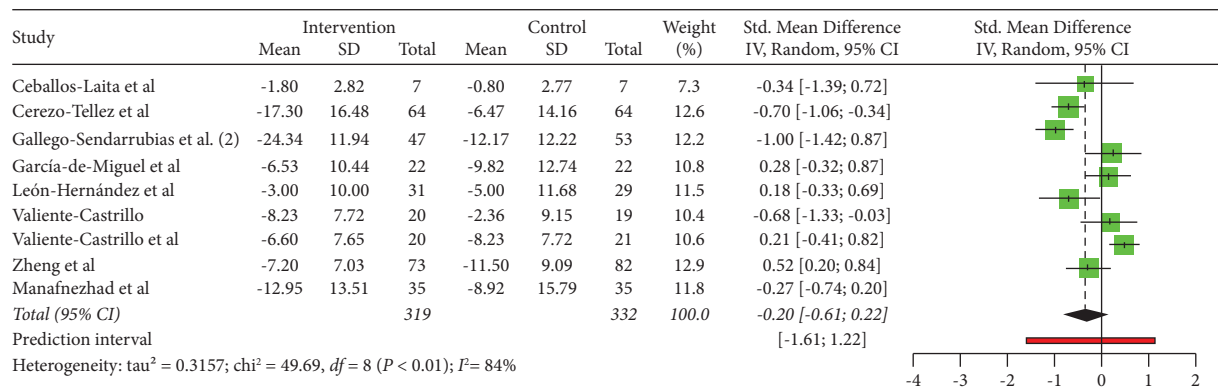 Study Intervention Control Weight (%) Std. Mean Difference IV, Random, 95% CI Std. Mean Difference IV, Random, 95% CI
Mean SD Total Mean SD Total
Ceballos-Laita et al -1.80 2.82 7 -0.80 2.77 7 7.3 -0.34 [-1.39; 0.72]
Cerezo-Tellez et al -17.30 16.48 64 -6.47 14.16 64 12.6 -0.70 [-1.06; -0.34]
Gallego-Sendarrubias et al. (2) -24.34 11.94 47 -12.17 12.22 53 12.2 -1.00 [-1.42; 0.87]
García-de-Miguel et al -6.53 10.44 22 -9.82 12.74 22 10.8 0.28 [-0.32; 0.87]
León-Hernández et al -3.00 10.00 31 -5.00 11.68 29 11.5 0.18 [-0.33; 0.69]
Valiente-Castrillo -8.23 7.72 20 -2.36 9.15 19 10.4 -0.68 [-1.33; -0.03]
Valiente-Castrillo et al -6.60 7.65 20 -8.23 7.72 21 10.6 0.21 [-0.41; 0.82]
Zheng et al -7.20 7.03 73 -11.50 9.09 82 12.9 0.52 [0.20; 0.84]
Manafnezhad et al -12.95 13.51 35 -8.92 15.79 35 11.8 -0.27 [-0.74; 0.20]
Total (95% CI) 319 332 100.0 -0.20 [-0.61; 0.22]
Prediction interval [-1.61; 1.22]
Heterogeneity: tau² = 0.3157; chi² = 49.69, df = 8 (P < 0.01); I²= 84%
-4 -3 -2 -1 0 1 2